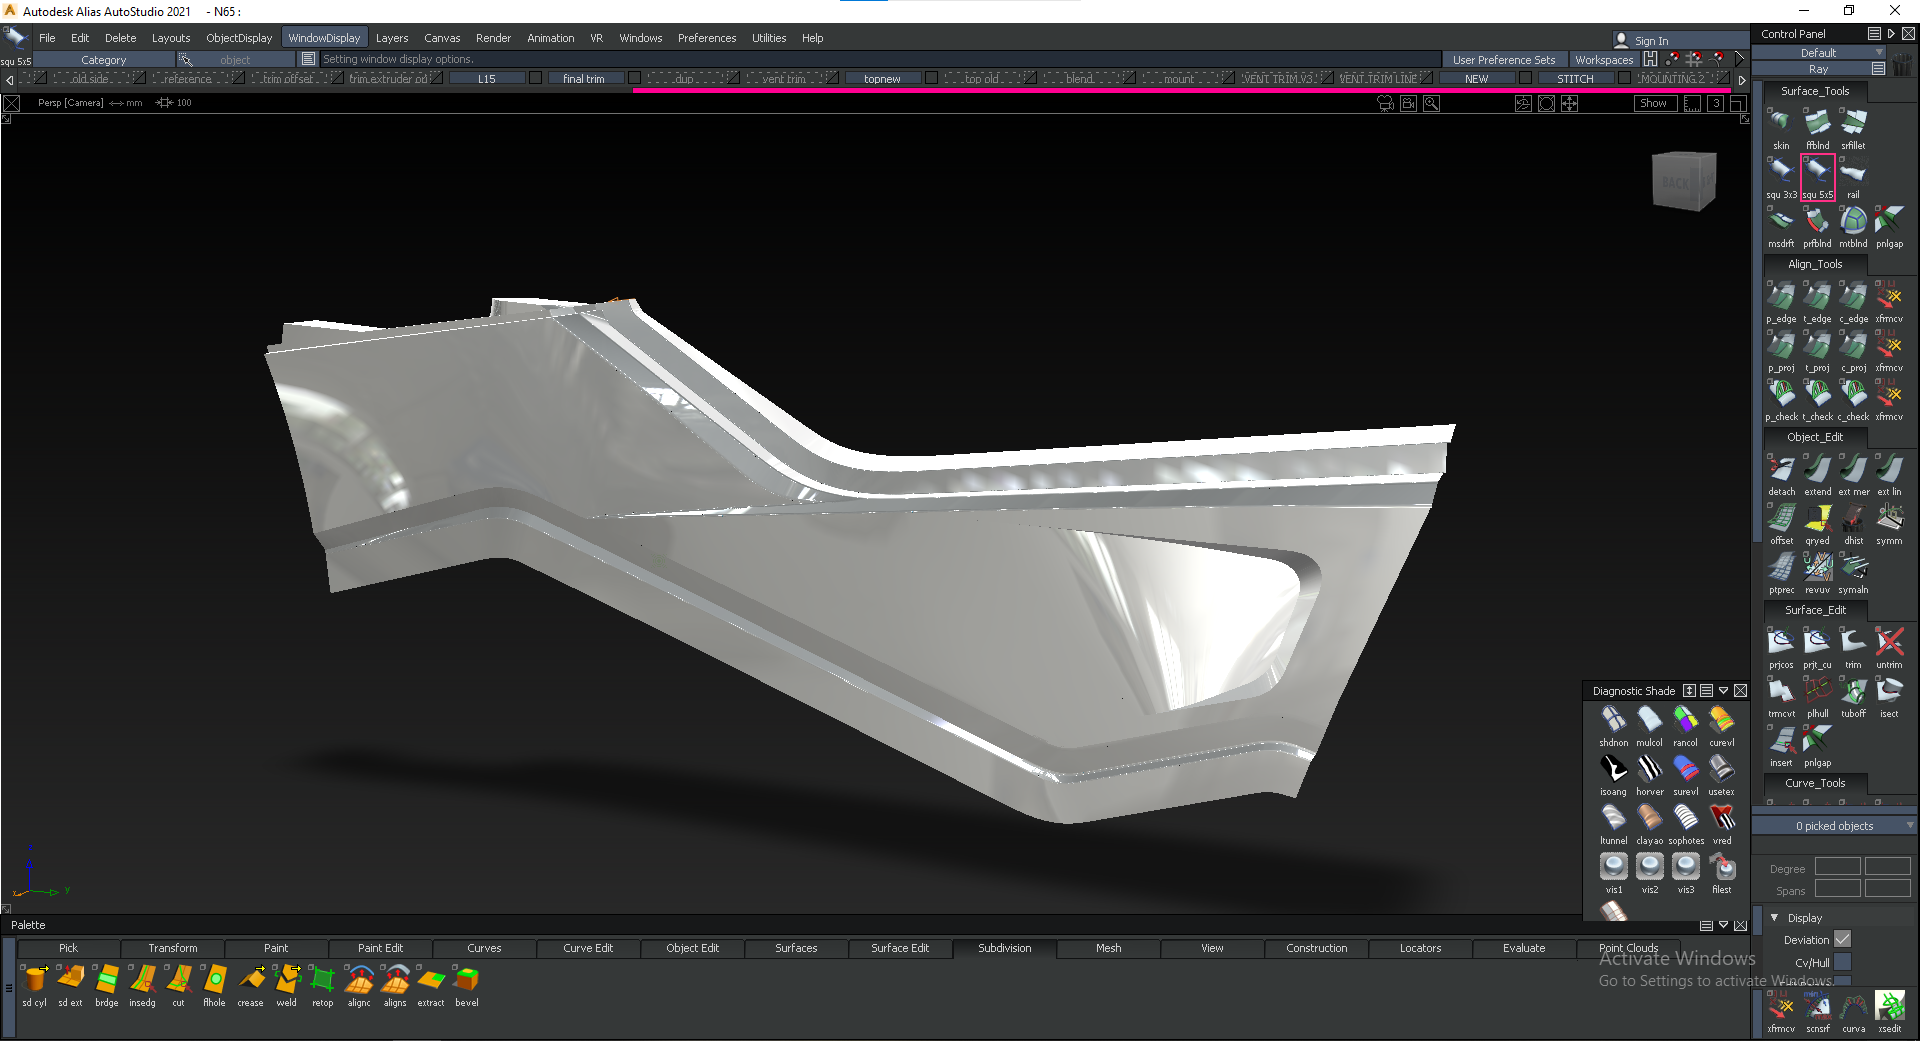 Autodesk Alias AutoStudio 2021 - N65 :
File Edit Delete Layouts ObjectDisplay WindowDisplay Layers Canvas Render Animation VR Windows Preferences Utilities Help
Sign In
squ 5x5 Category object Setting window display options. User Preference Sets Workspaces
old side reference trim offset trim extruder od L15 final trim dup vent trim topnew top old blend mount VENT TRIM V3 VENT TRIM LINE NEW STITCH MOUNTING 2
Persp [Camera] mm 100 Show 3
BACK
Control Panel
Default
Ray
Surface_Tools
skin ffblnd srfillet
squ 3x3 squ 5x5 rail
msdrft prfblnd mtblnd pnlgap
Align_Tools
p_edge t_edge c_edge xfrmcv
p_proj t_proj c_proj xfrmcv
p_check t_check c_check xfrmcv
Object_Edit
detach extend ext mer ext lin
offset qryed dhist symm
ptprec revuv symaln
Surface_Edit
prjcos prjt_cu trim untrim
trmcvt plhull tuboff isect
insert pnlgap
Curve_Tools
0 picked objects
Degree
Spans
Display
Deviation
Cv/Hull
xfrmcv scnsrf curva xsedit
Diagnostic Shade
shdnon mulcol rancol curevl
isoang horver surevl usetex
ltunnel clayao sophotes vred
vis1 vis2 vis3 filest
x y
Palette
Pick Transform Paint Paint Edit Curves Curve Edit Object Edit Surfaces Surface Edit Subdivision Mesh View Construction Locators Evaluate Point Clouds
sd cyl sd ext brdge insedg cut flhole crease weld retop alignc aligns extract bevel
Activate Windows
Go to Settings to activate Windows.